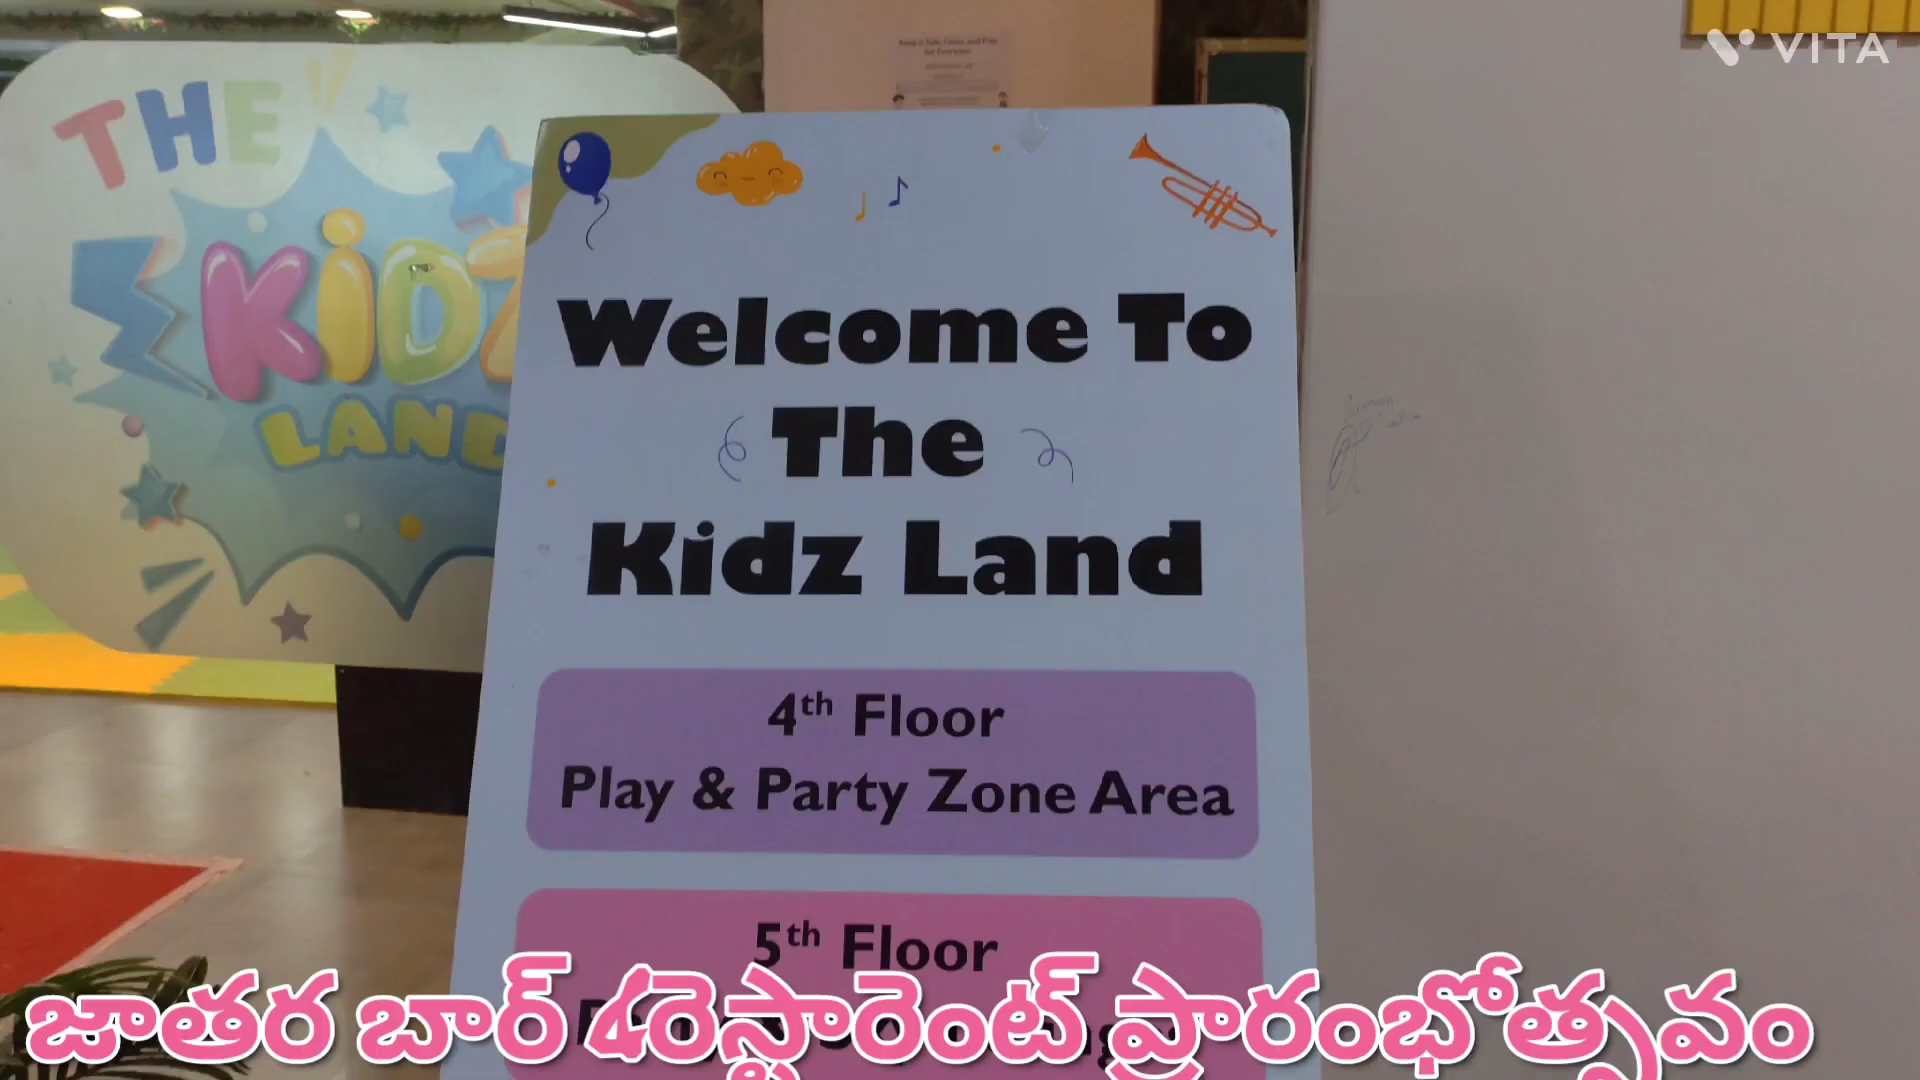 VITA
THE
KiDZ
LAND
Welcome To
The
Kidz Land
4th Floor
Play & Party Zone Area
5th Floor
జాతర బార్ & రెస్టారెంట్ ప్రారంభోత్సవం